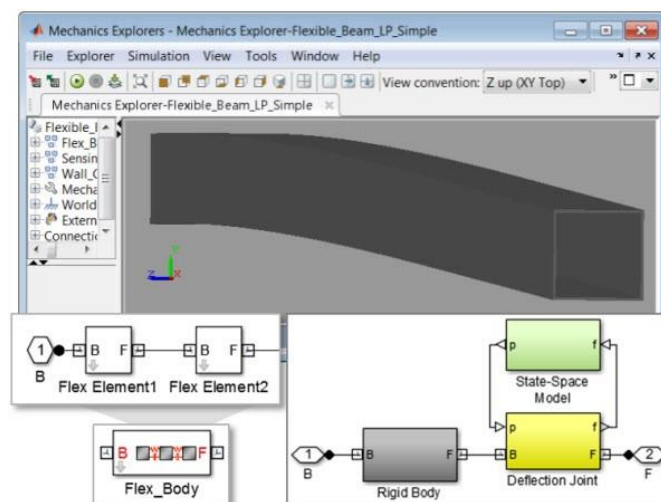 Mechanics Explorers - Mechanics Explorer-Flexible_Beam_LP_Simple
File Explorer Simulation View Tools Window Help
View convention: Z up (XY Top)
Mechanics Explorer-Flexible_Beam_LP_Simple
Flexible_
Flex_B
Sensin
Wall_
Mecha
World
Extern
Connectio
Y
Z X
1 B F B F
B Flex Element1 Flex Element2
B F
Flex_Body
p f
State-Space
Model
p f
1 B F B F 2
B Rigid Body Deflection Joint F